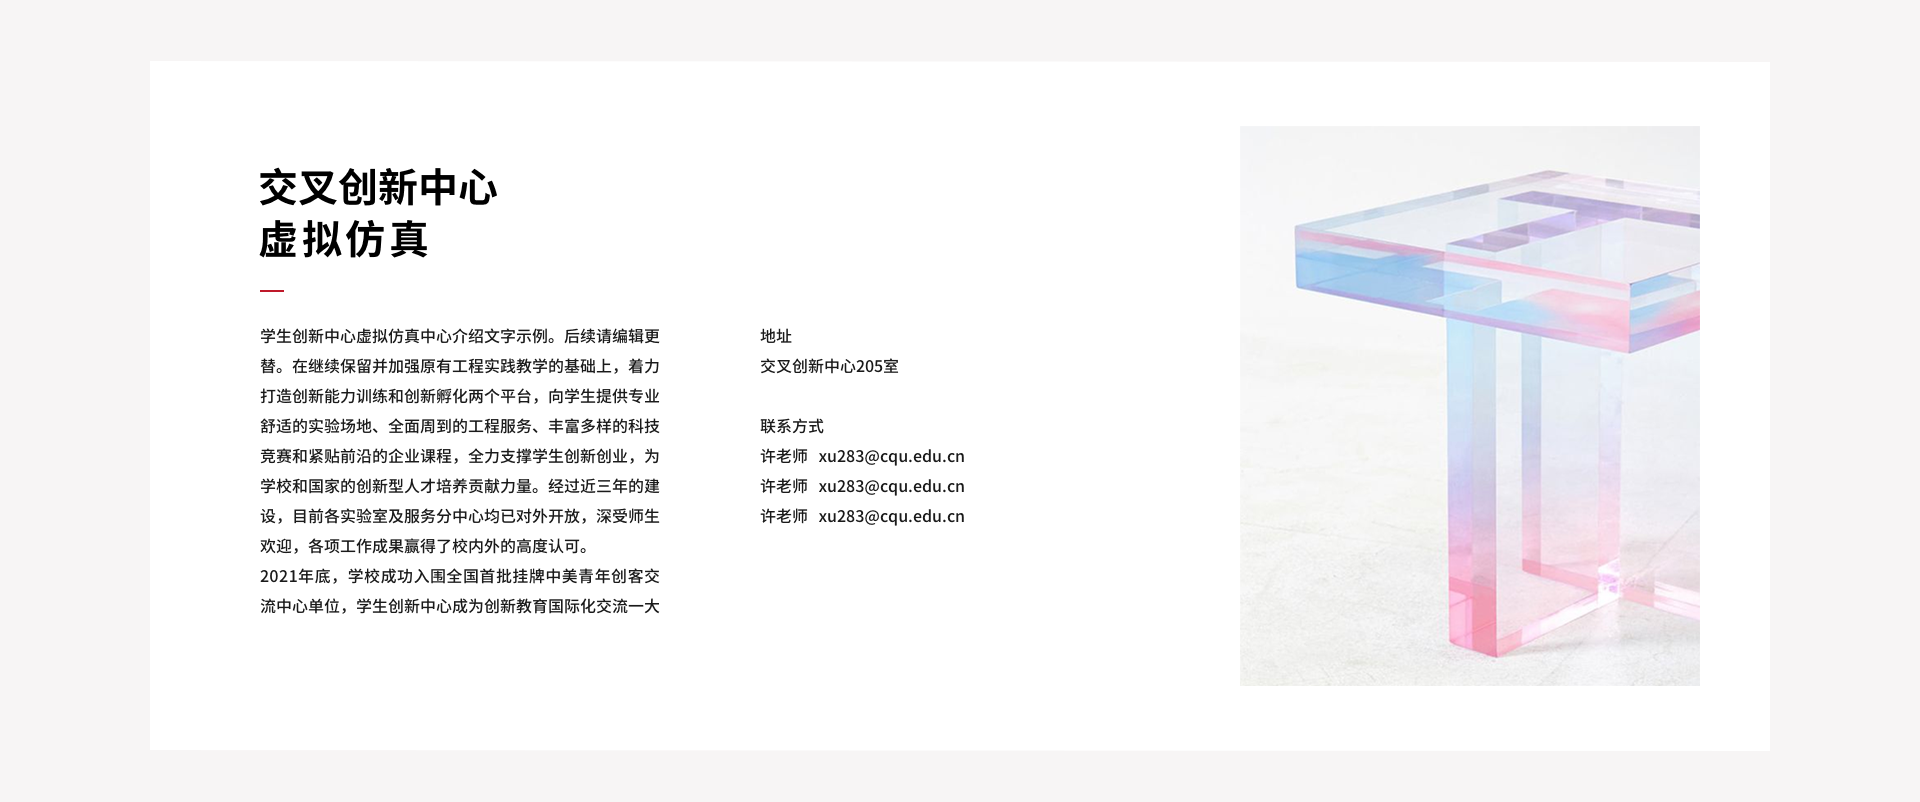 交叉创新中心
虚拟仿真
学生创新中心虚拟仿真中心介绍文字示例。后续请编辑更
替。在继续保留并加强原有工程实践教学的基础上，着力
打造创新能力训练和创新孵化两个平台，向学生提供专业
舒适的实验场地、全面周到的工程服务、丰富多样的科技
竞赛和紧贴前沿的企业课程，全力支撑学生创新创业，为
学校和国家的创新型人才培养贡献力量。经过近三年的建
设，目前各实验室及服务分中心均已对外开放，深受师生
欢迎，各项工作成果赢得了校内外的高度认可。
2021年底，学校成功入围全国首批挂牌中美青年创客交
流中心单位，学生创新中心成为创新教育国际化交流一大
地址
交叉创新中心205室
联系方式
许老师 xu283@cqu.edu.cn
许老师 xu283@cqu.edu.cn
许老师 xu283@cqu.edu.cn